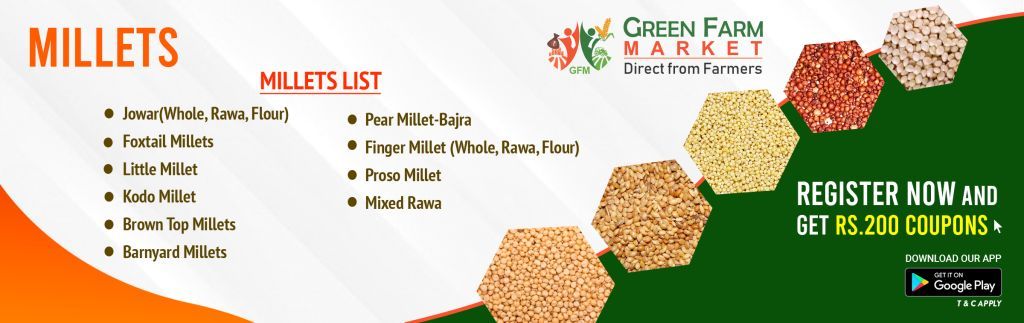 MILLETS
MILLETS LIST
Jowar(Whole, Rawa, Flour)
Foxtail Millets
Little Millet
Kodo Millet
Brown Top Millets
Barnyard Millets
Pear Millet-Bajra
Finger Millet (Whole, Rawa, Flour)
Proso Millet
Mixed Rawa
GFM
GREEN FARM
MARKET
Direct from Farmers
REGISTER NOW AND
GET RS.200 COUPONS
DOWNLOAD OUR APP
GET IT ON
Google Play
T & C APPLY